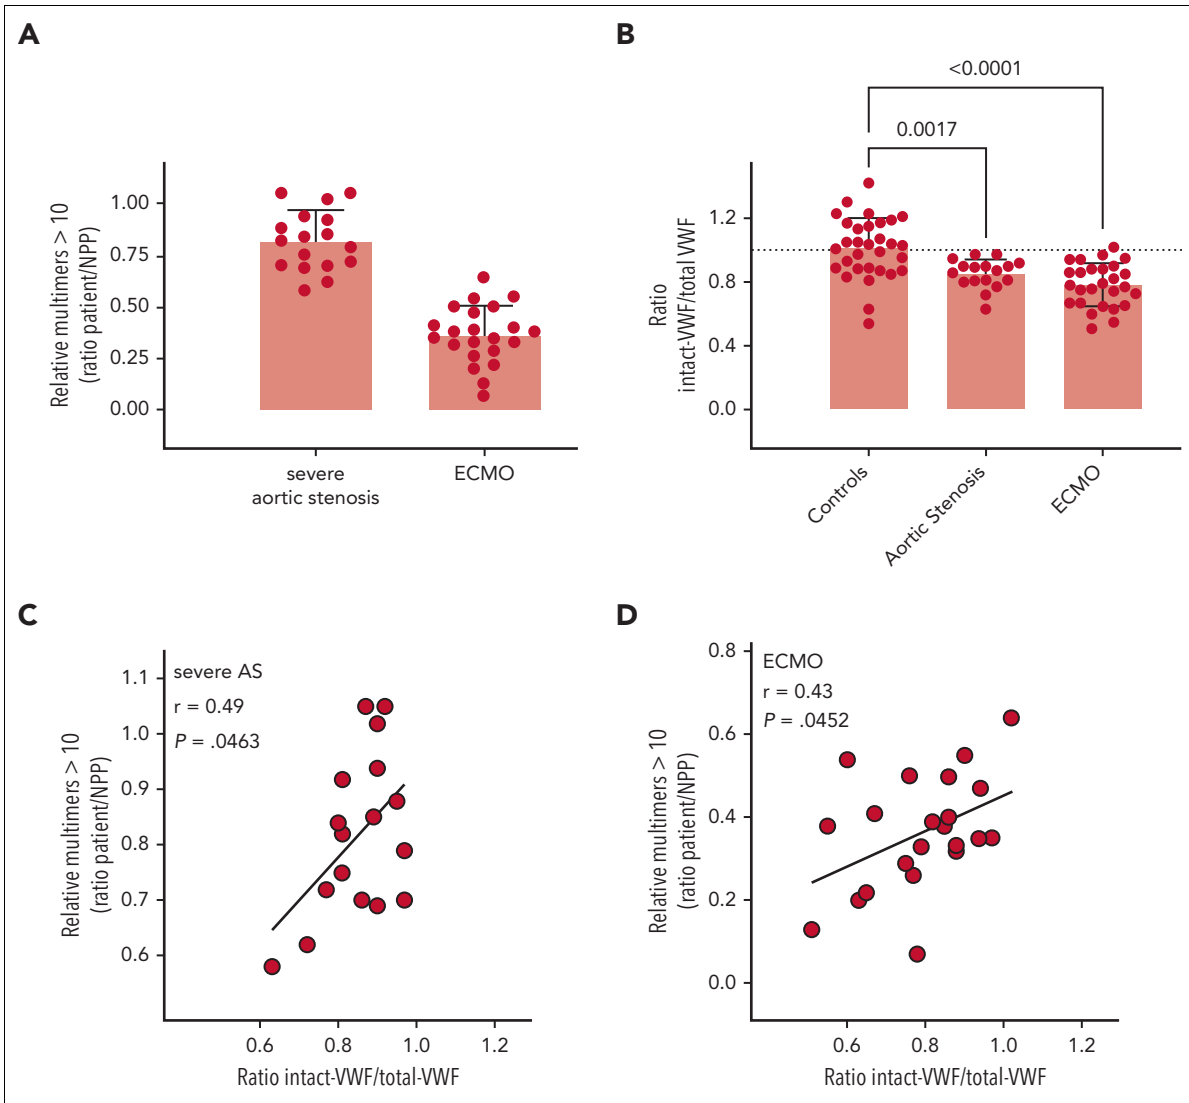 A
Relative multimers > 10
(ratio patient/NPP)
1.00
0.75
0.50
0.25
0.00
severe
aortic stenosis
ECMO
B
<0.0001
0.0017
Ratio
intact-VWF/total VWF
1.2
0.8
0.4
0.0
Controls
Aortic Stenosis
ECMO
C
severe AS
r = 0.49
P = .0463
Relative multimers > 10
(ratio patient/NPP)
1.1
1.0
0.9
0.8
0.7
0.6
0.6
0.8
1.0
1.2
Ratio intact-VWF/total-VWF
D
ECMO
r = 0.43
P = .0452
Relative multimers > 10
(ratio patient/NPP)
0.8
0.6
0.4
0.2
0.0
0.6
0.8
1.0
1.2
Ratio intact-VWF/total-VWF